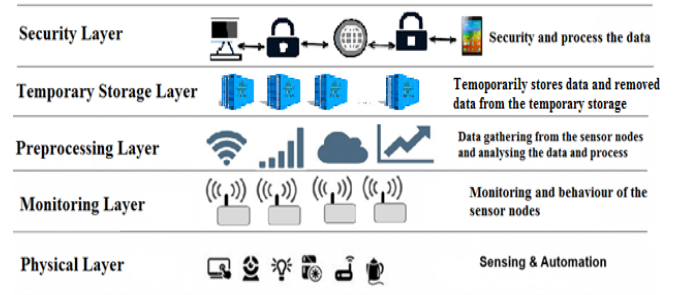 Security Layer
Security and process the data
Temporary Storage Layer
Temoporarily stores data and removed
data from the temporary storage
Preprocessing Layer
Data gathering from the sensor nodes
and analysing the data and process
Monitoring Layer
Monitoring and behaviour of the
sensor nodes
Physical Layer
Sensing & Automation